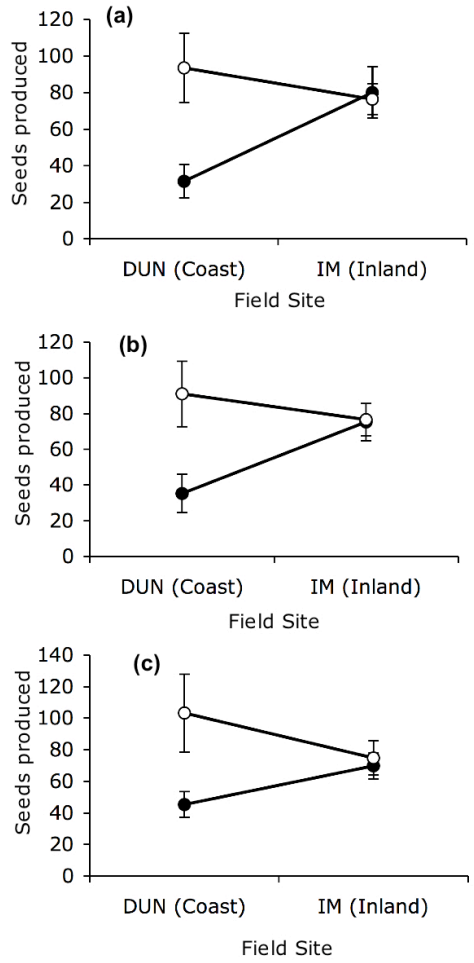 (a)
Seeds produced
120
100
80
60
40
20
0
DUN (Coast) IM (Inland)
Field Site
(b)
Seeds produced
120
100
80
60
40
20
0
DUN (Coast) IM (Inland)
Field Site
(c)
Seeds produced
140
120
100
80
60
40
20
0
DUN (Coast) IM (Inland)
Field Site